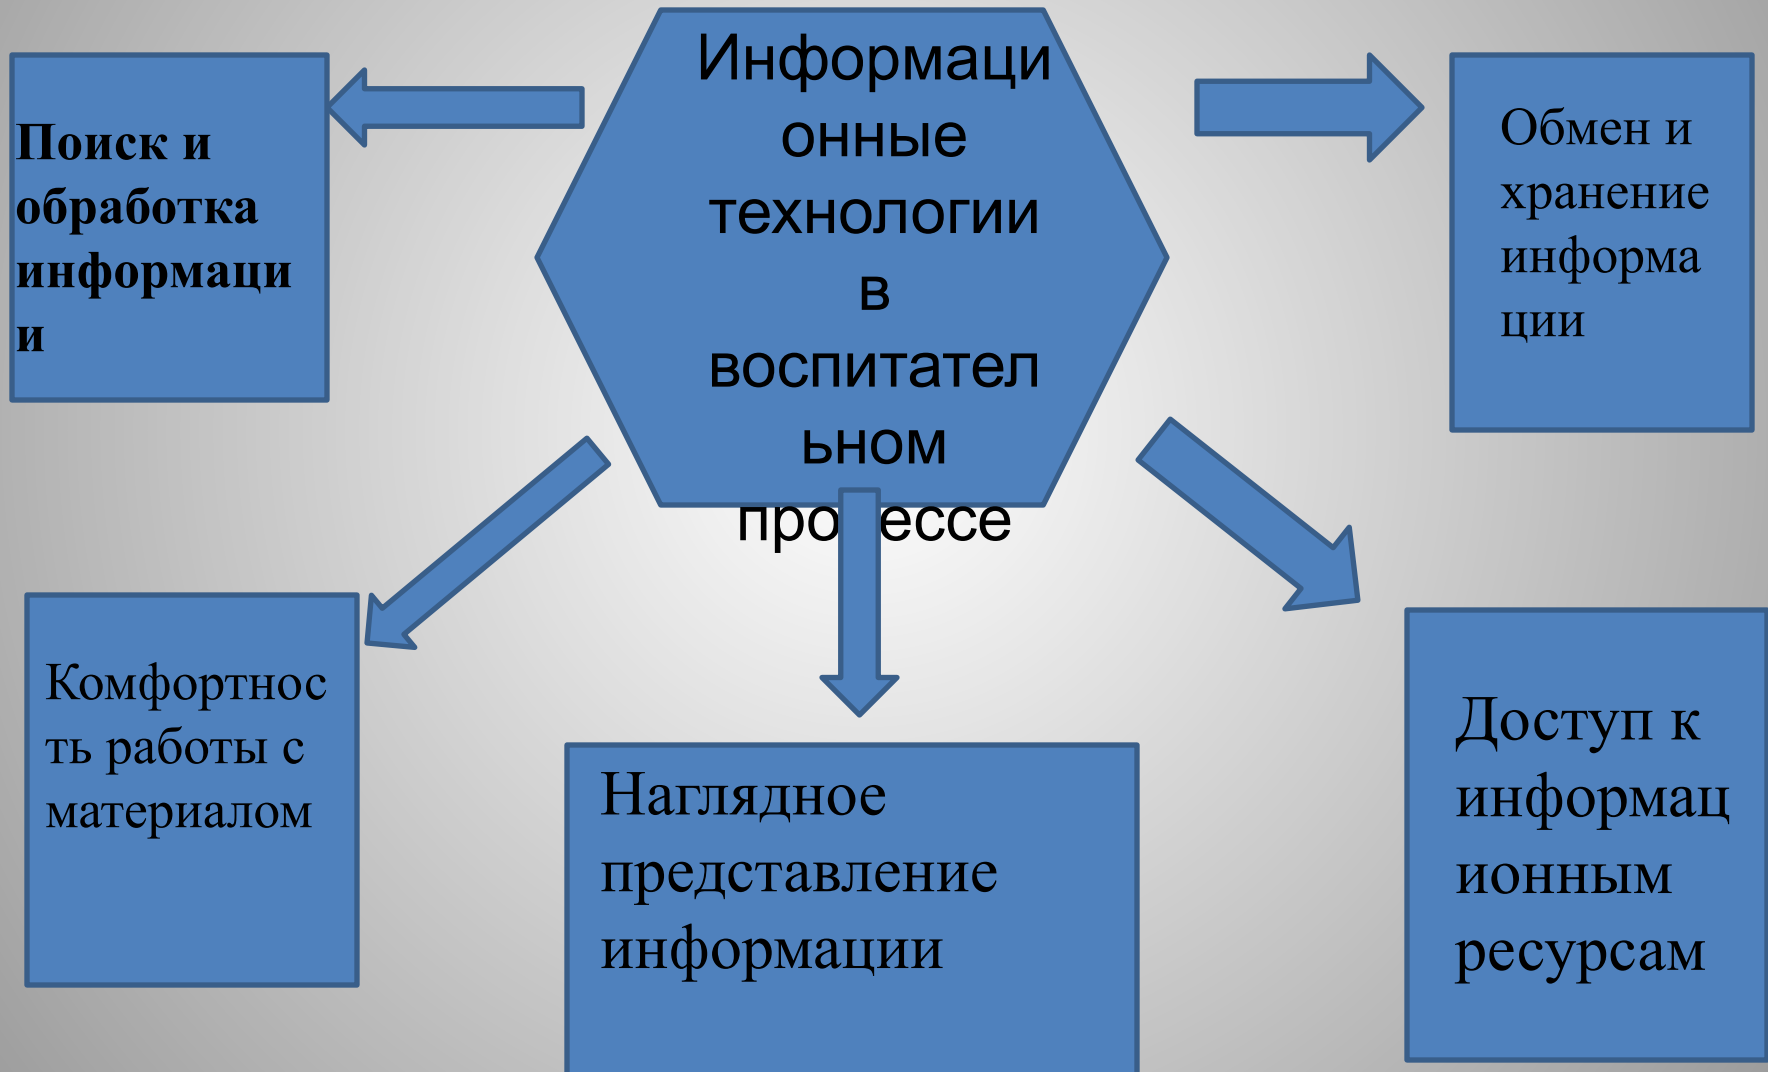 Информаци
онные
технологии
в
воспитател
ьном
процессе
Поиск и
обработка
информаци
и
Обмен и
хранение
информа
ции
Комфортнос
ть работы с
материалом
Наглядное
представление
информации
Доступ к
информац
ионным
ресурсам